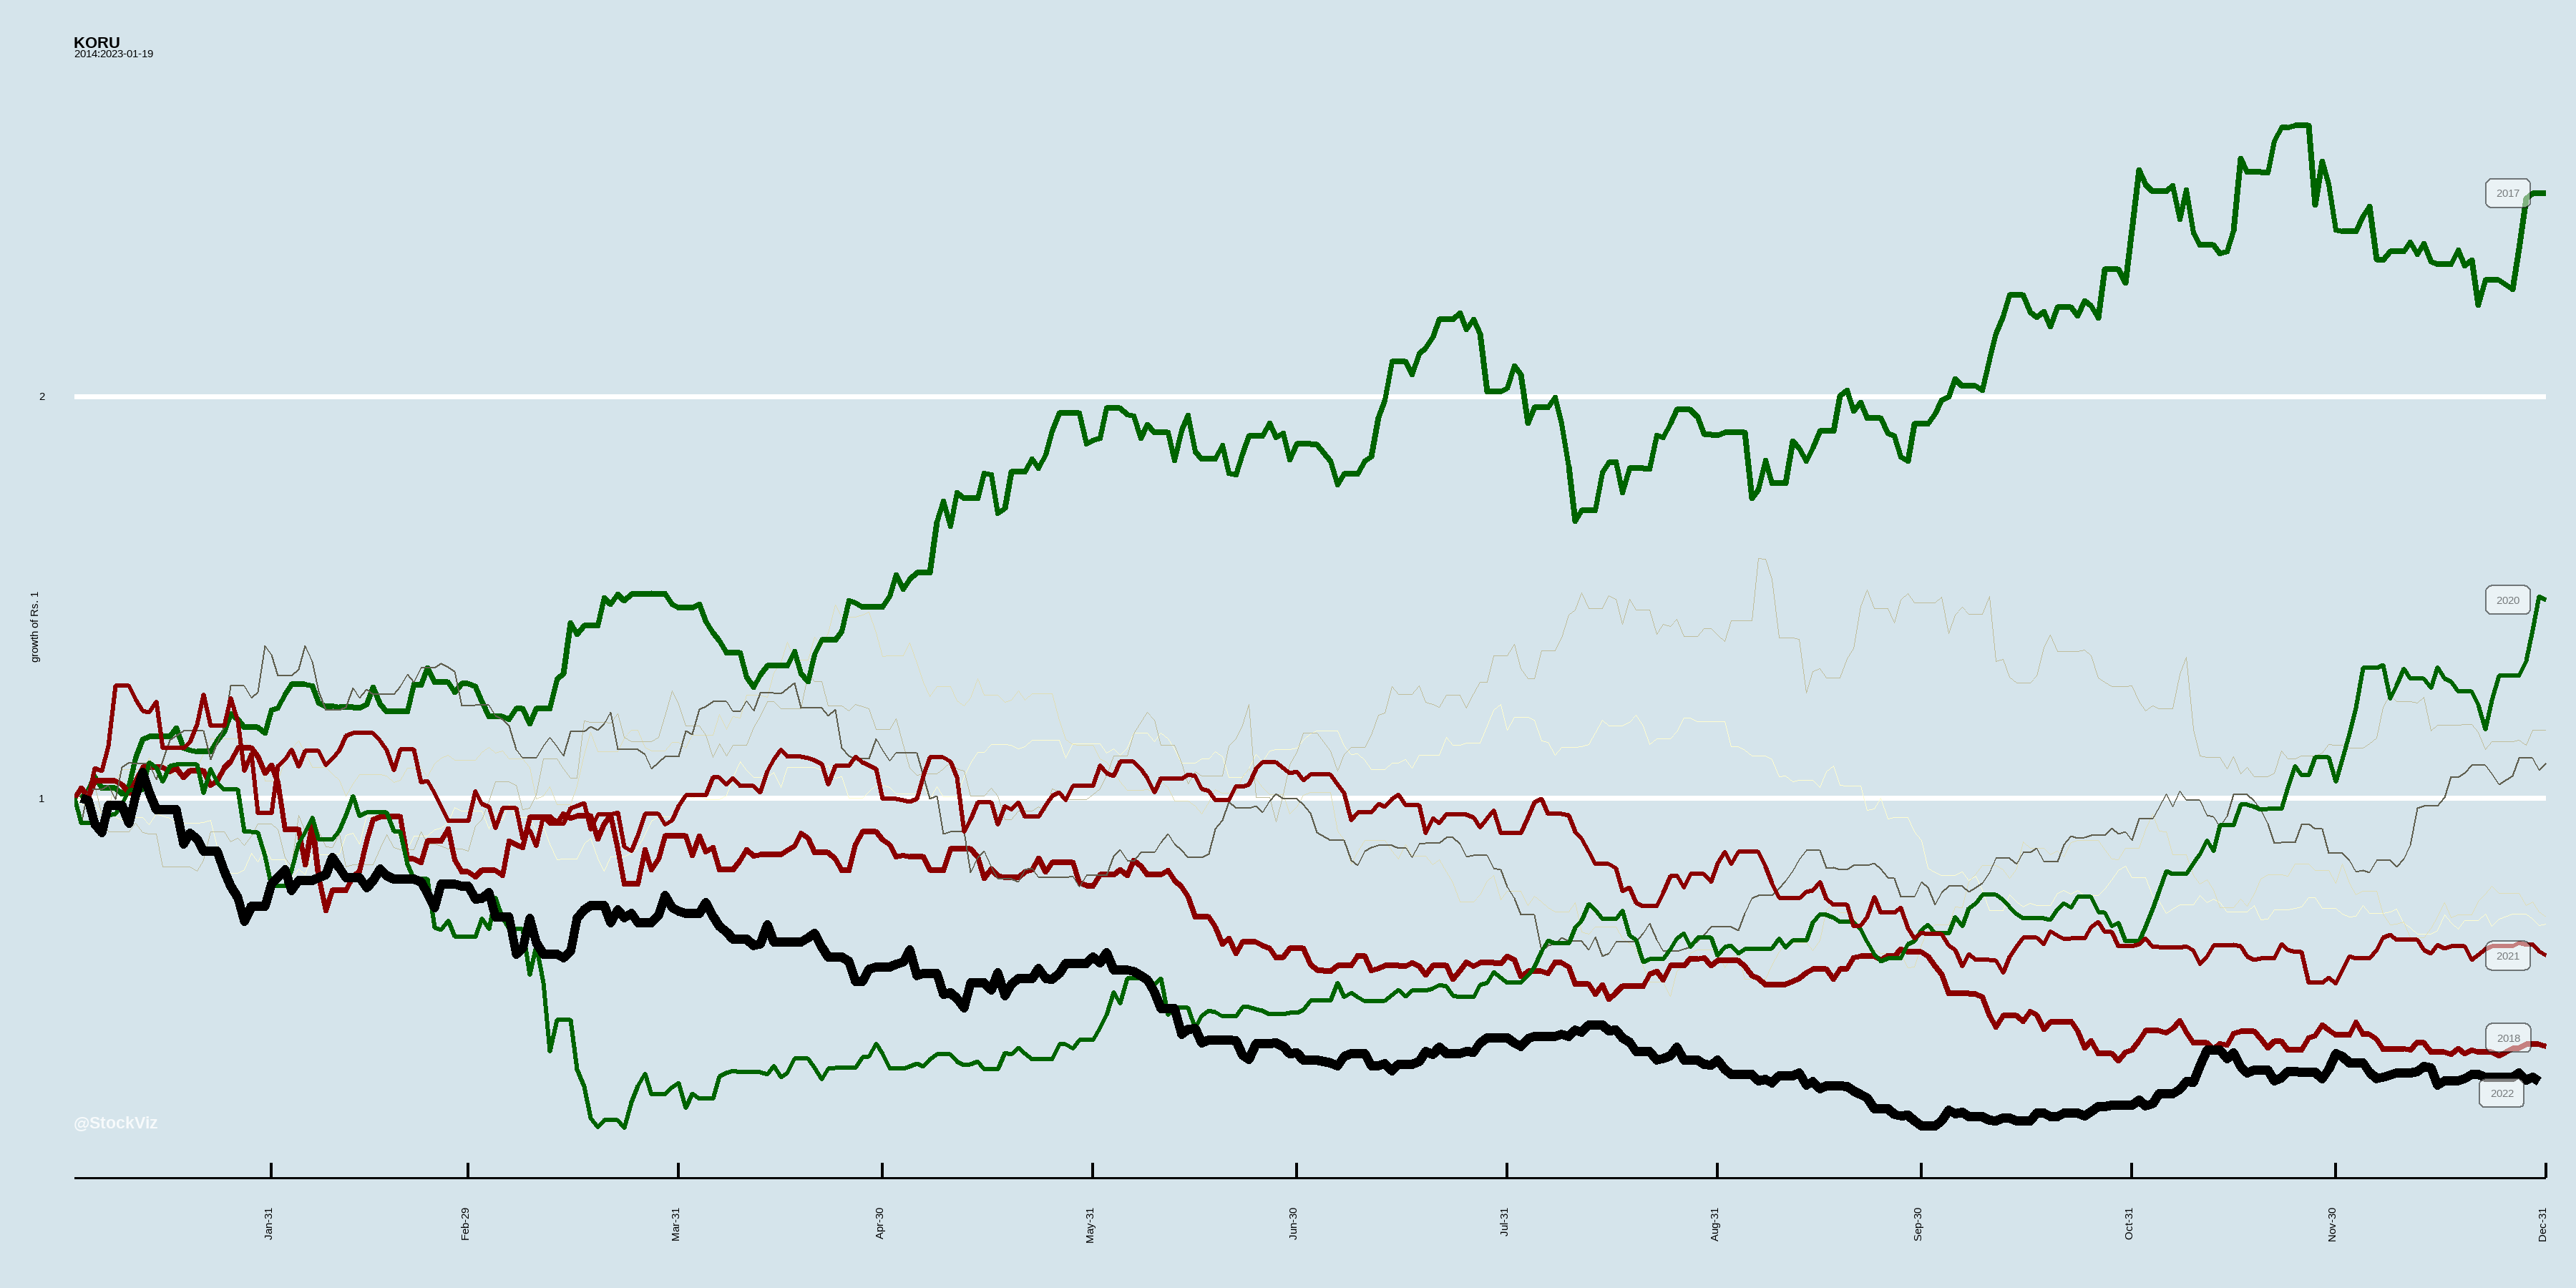 KORU
2014:2023-01-19
2017
2
2020
growth of Rs. 1
1
2021
2018
2022
@StockViz
Jan-31
Feb-29
Mar-31
Apr-30
May-31
Jun-30
Jul-31
Aug-31
Sep-30
Oct-31
Nov-30
Dec-31